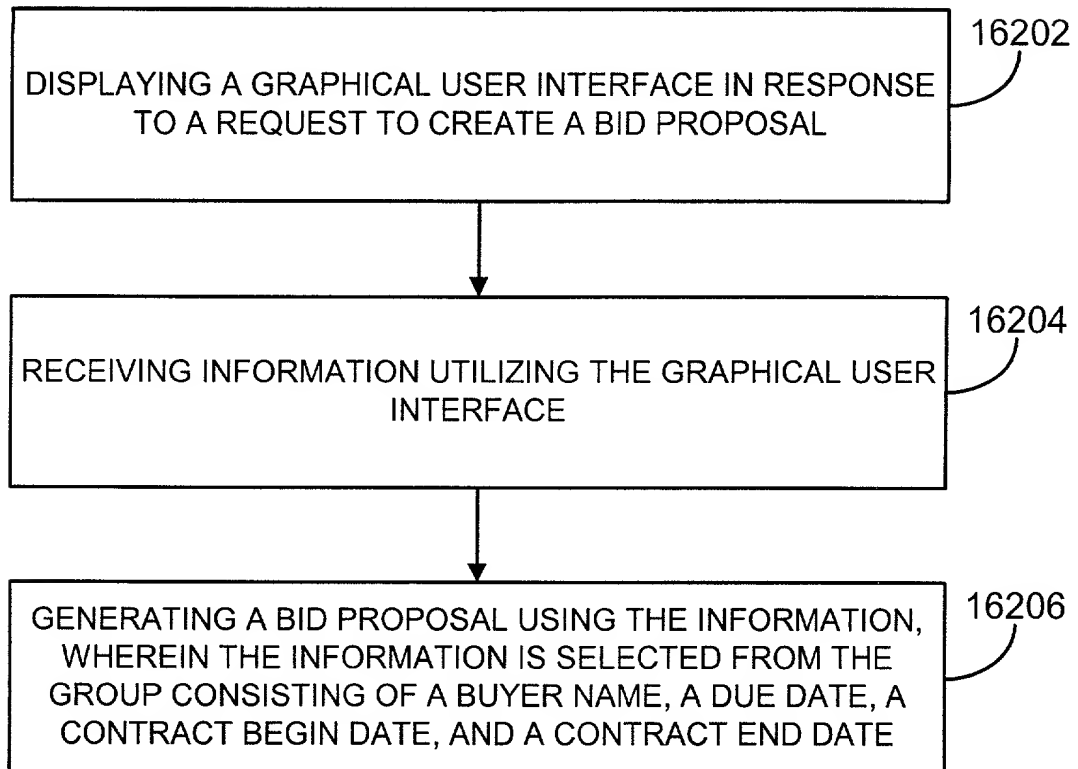 16202
DISPLAYING A GRAPHICAL USER INTERFACE IN RESPONSE
TO A REQUEST TO CREATE A BID PROPOSAL
16204
RECEIVING INFORMATION UTILIZING THE GRAPHICAL USER
INTERFACE
16206
GENERATING A BID PROPOSAL USING THE INFORMATION,
WHEREIN THE INFORMATION IS SELECTED FROM THE
GROUP CONSISTING OF A BUYER NAME, A DUE DATE, A
CONTRACT BEGIN DATE, AND A CONTRACT END DATE